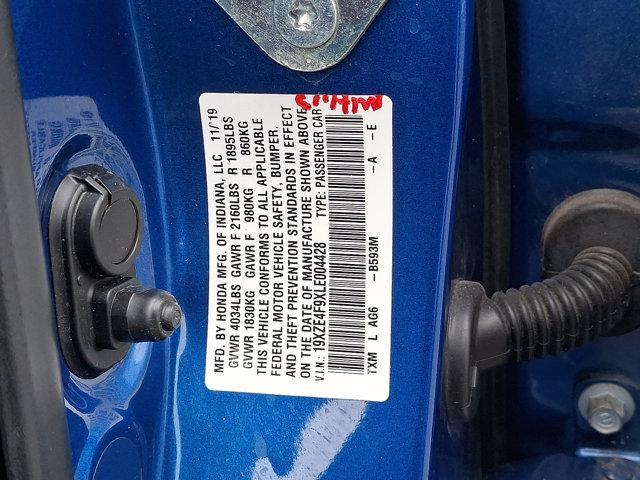 MFD. BY HONDA MFG. OF INDIANA, LLC 11/'19
GVWR 4034LBS GAWR F 2160LBS R 1895LBS
GVWR 1830KG GAWR F 980KG R 860KG
THIS VEHICLE CONFORMS TO ALL APPLICABLE
FEDERAL MOTOR VEHICLE SAFETY, BUMPER,
AND THEFT PREVENTION STANDARDS IN EFFECT
ON THE DATE OF MANUFACTURE SHOWN ABOVE
V.I.N.: 19XZE4F9XLE004428 TYPE: PASSENGER CAR
TXM L AG6 -B593M -A -E